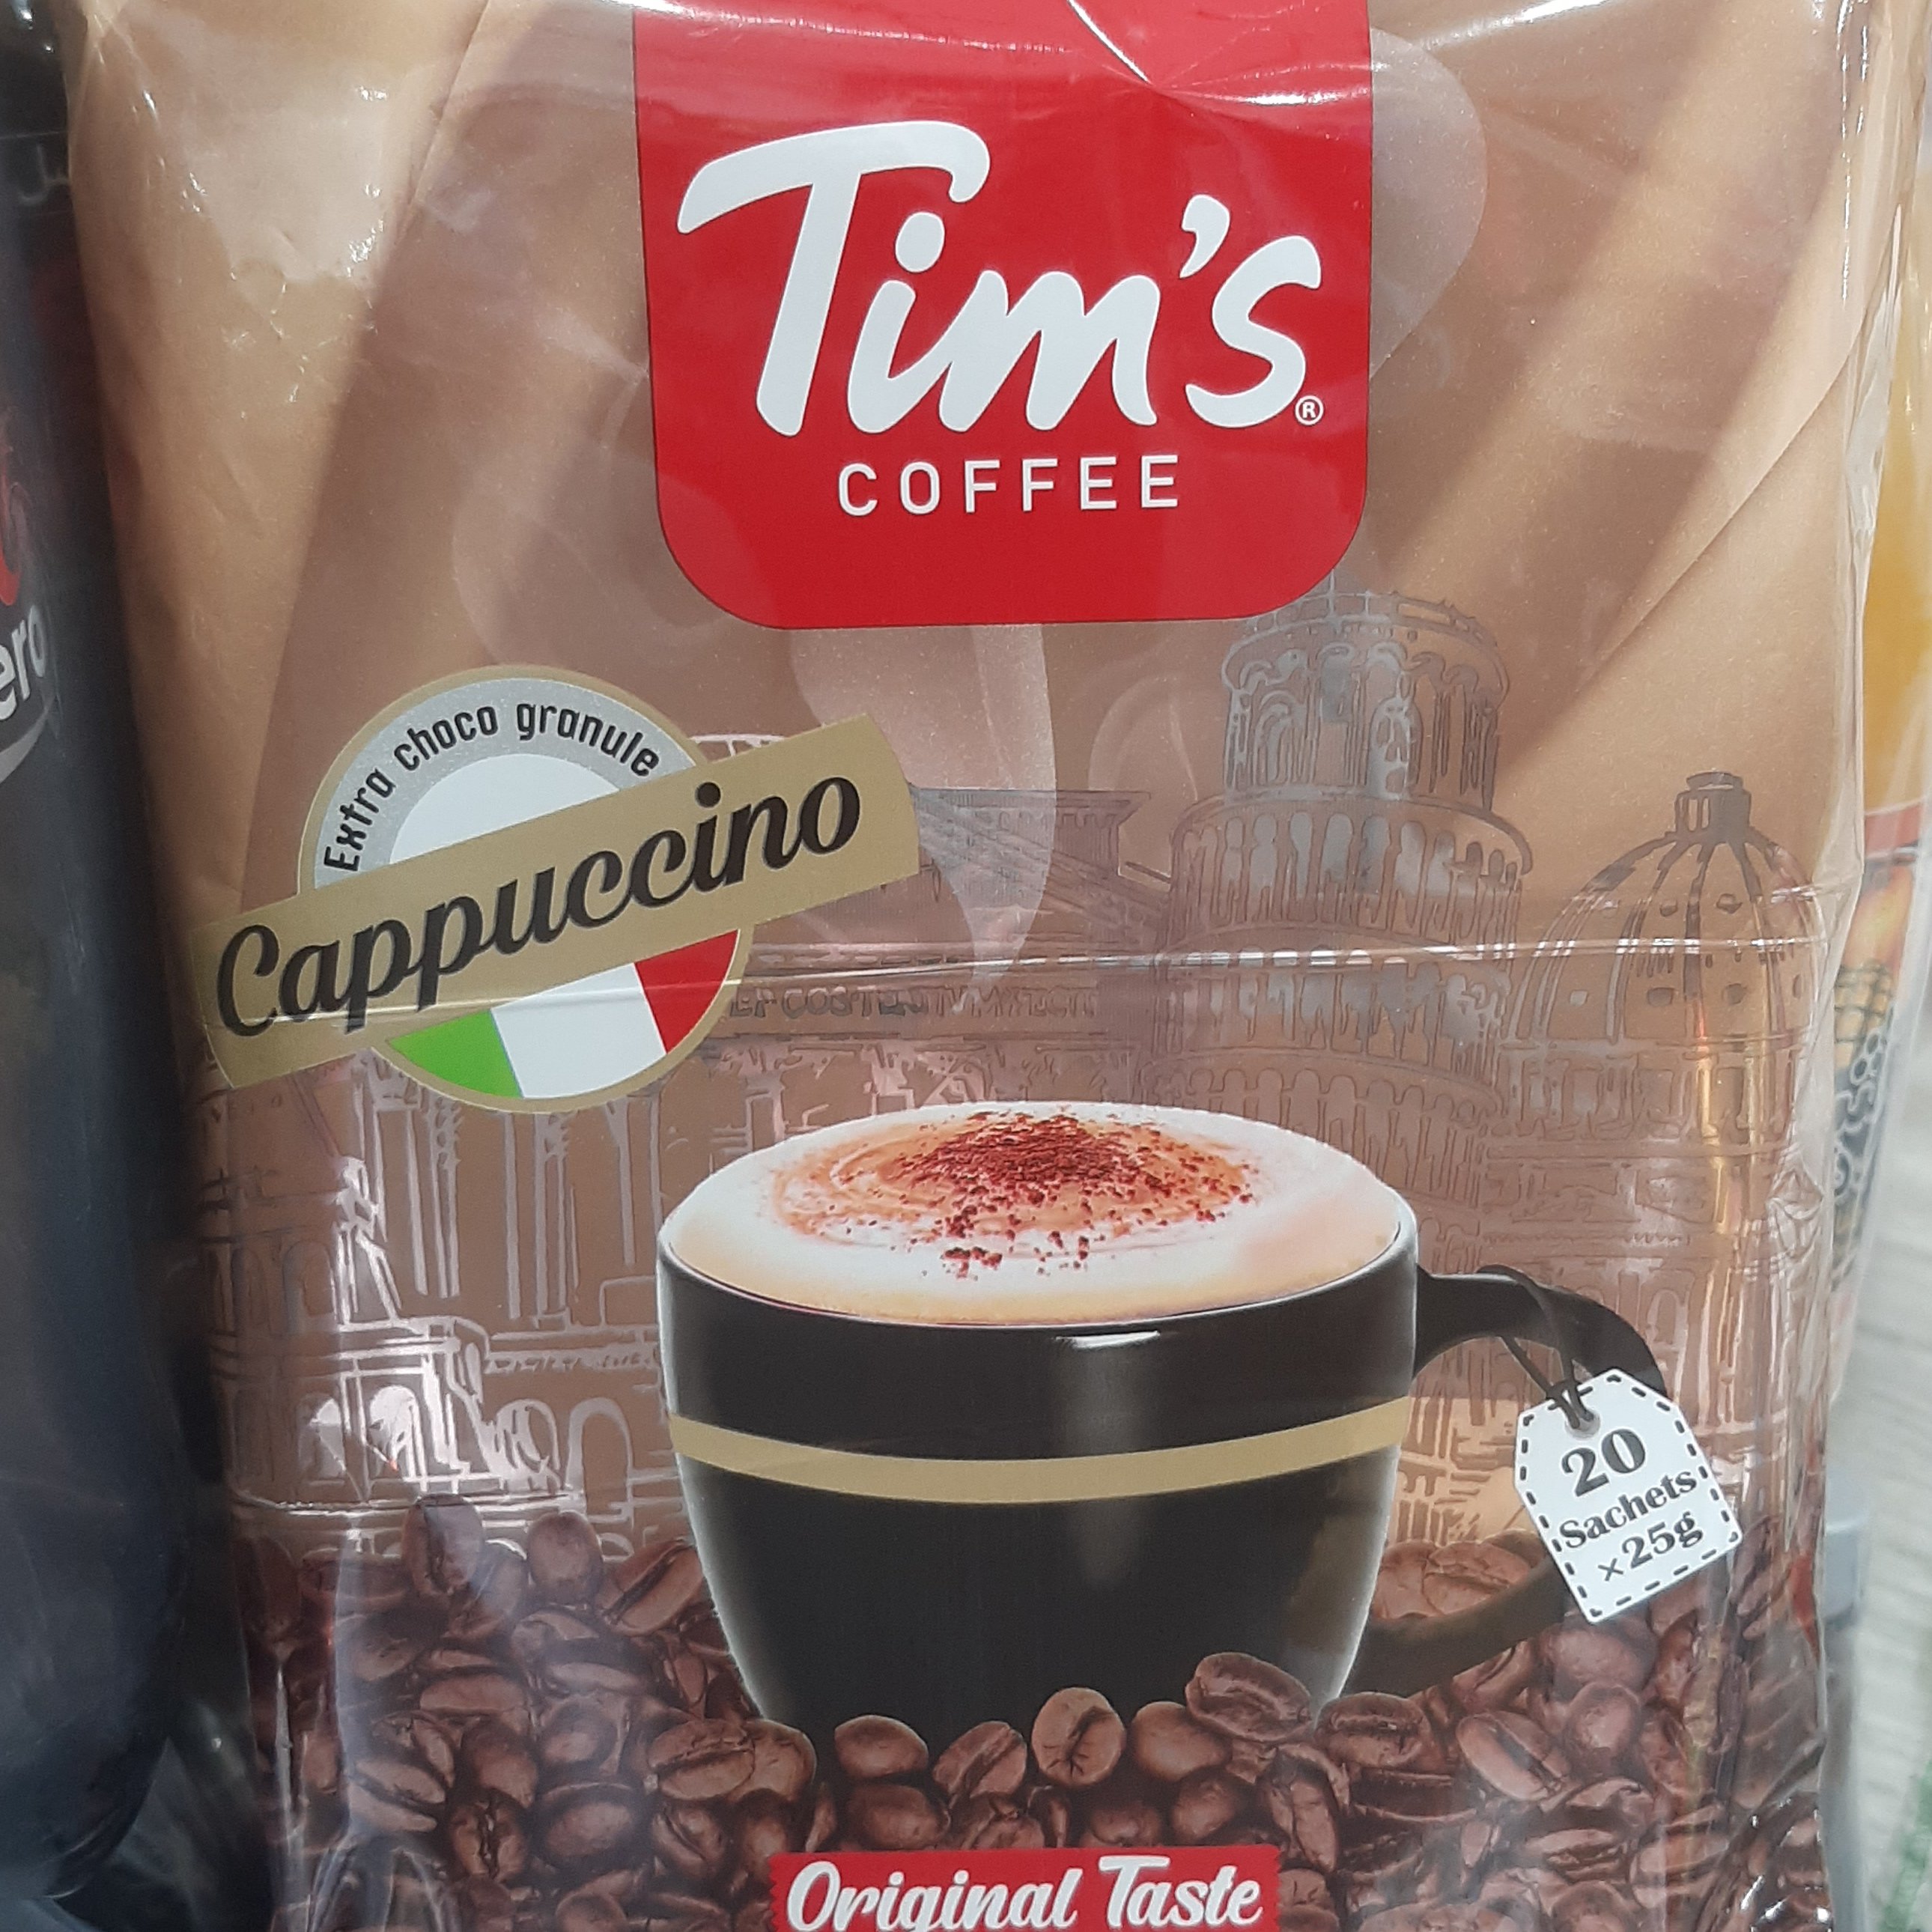 Tim's®
COFFEE
Extra choco granule
Cappuccino
20
Sachets
×25g
Original Taste